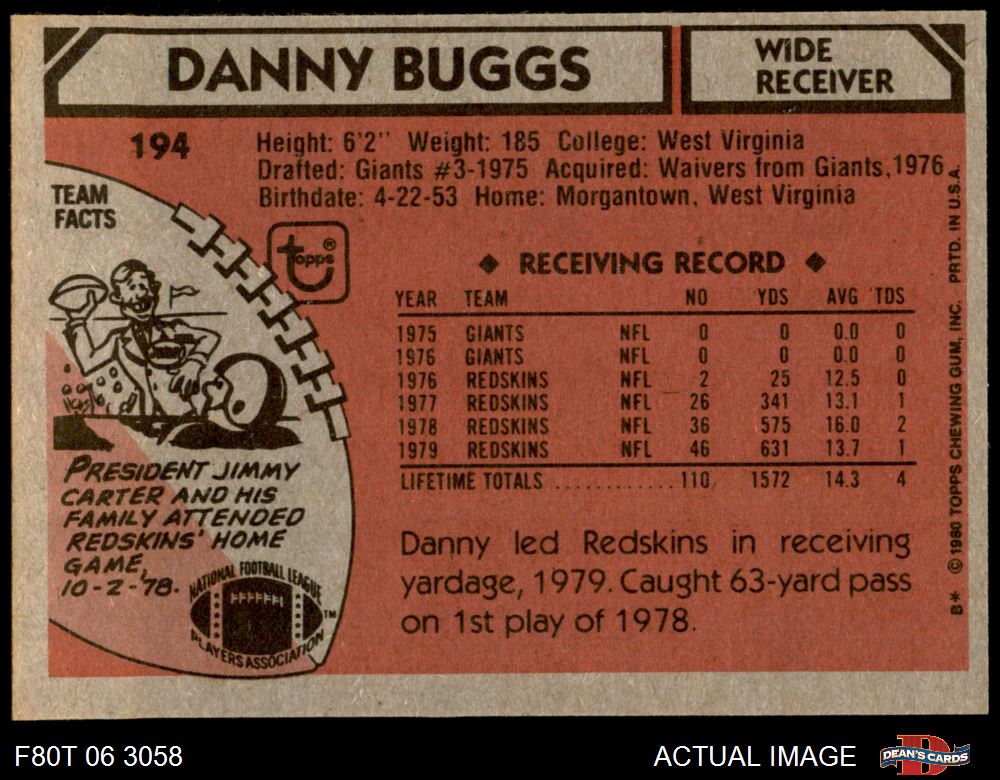 DANNY BUGGS
WIDE
RECEIVER
194
Height: 6'2'' Weight: 185 College: West Virginia
Drafted: Giants #3-1975 Acquired: Waivers from Giants, 1976
Birthdate: 4-22-53 Home: Morgantown, West Virginia
TEAM
FACTS
topps®
◆ RECEIVING RECORD ◆
YEAR TEAM NO YDS AVG TDS
1975 GIANTS NFL 0 0 0.0 0
1976 GIANTS NFL 0 0 0.0 0
1976 REDSKINS NFL 2 25 12.5 0
1977 REDSKINS NFL 26 341 13.1 1
1978 REDSKINS NFL 36 575 16.0 2
1979 REDSKINS NFL 46 631 13.7 1
LIFETIME TOTALS ............ 110 1572 14.3 4
PRESIDENT JIMMY
CARTER AND HIS
FAMILY ATTENDED
REDSKINS' HOME
GAME,
10-2-'78.
NATIONAL FOOTBALL LEAGUE
PLAYERS ASSOCIATION
TM
Danny led Redskins in receiving
yardage, 1979. Caught 63-yard pass
on 1st play of 1978.
B* © 1980 TOPPS CHEWING GUM, INC. PRTD. IN U.S.A.
F80T 06 3058
ACTUAL IMAGE
DEAN'S CARDS